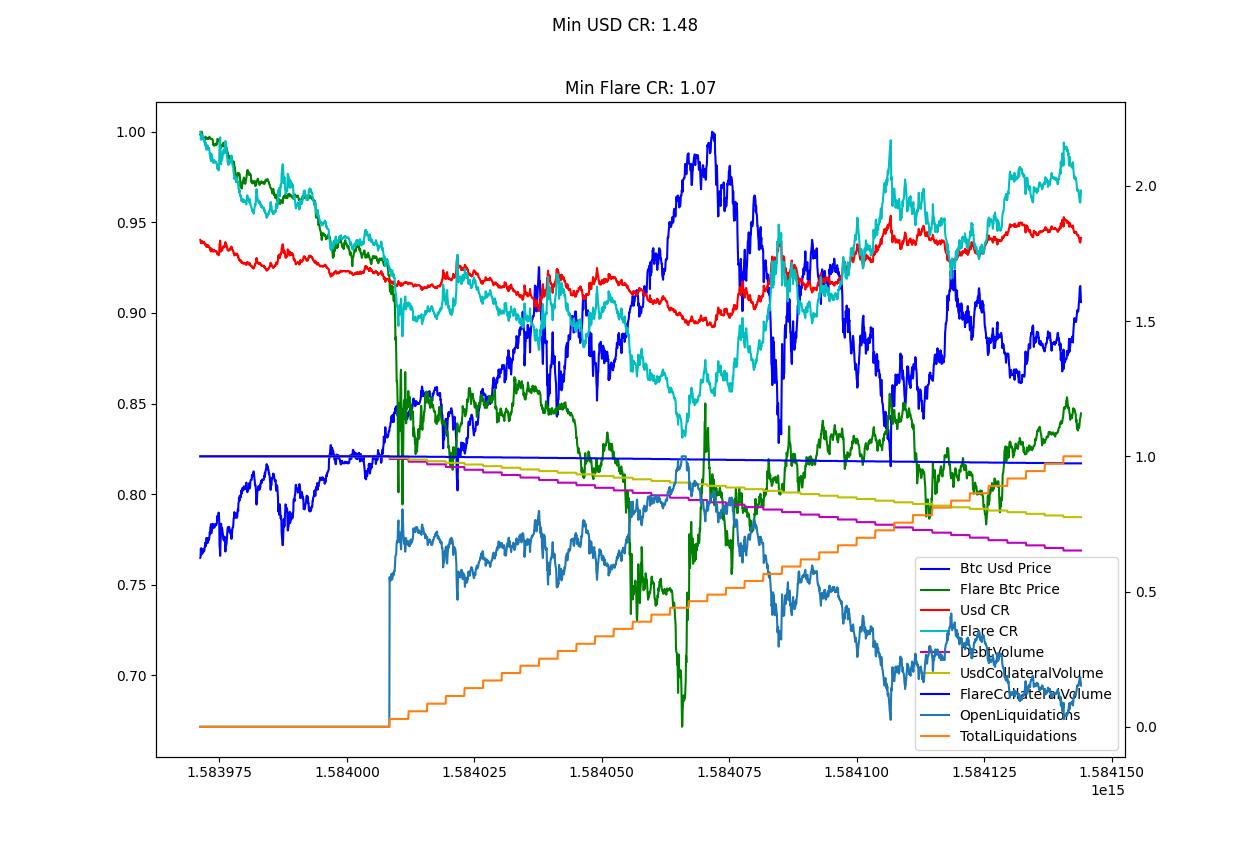 Min USD CR: 1.48
Min Flare CR: 1.07
1.00
0.95
0.90
0.85
0.80
0.75
0.70
2.0
1.5
1.0
0.5
0.0
Btc Usd Price
Flare Btc Price
Usd CR
Flare CR
DebtVolume
UsdCollateralVolume
FlareCollateralVolume
OpenLiquidations
TotalLiquidations
1.583975 1.584000 1.584025 1.584050 1.584075 1.584100 1.584125 1.584150
1e15